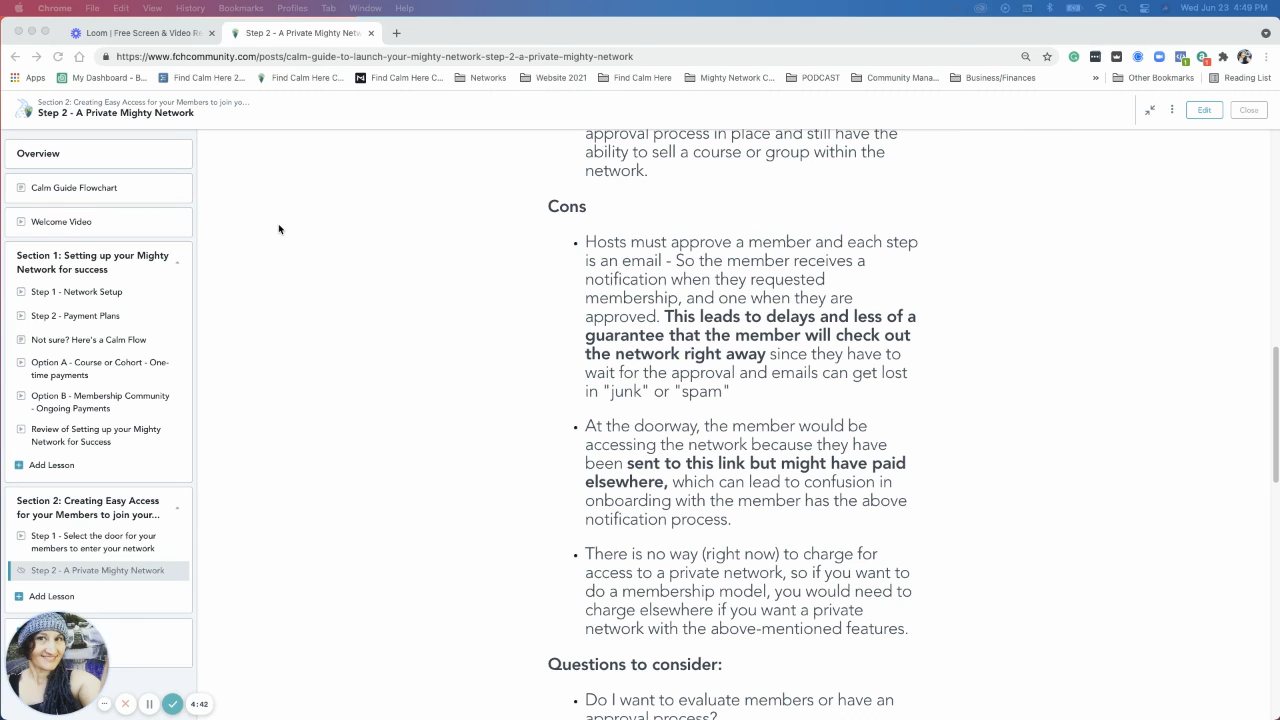 Chrome File Edit View History Bookmarks Profiles Tab Window Help Wed Jun 23 4:49 PM
Loom | Free Screen & Video Re
Step 2 - A Private Mighty Netw
https://www.fchcommunity.com/posts/calm-guide-to-launch-your-mighty-network-step-2-a-private-mighty-network
Apps My Dashboard - B... Find Calm Here 2... Find Calm Here C... Find Calm Here C... Networks Website 2021 Find Calm Here Mighty Network C... PODCAST Community Mana... Business/Finances » Other Bookmarks Reading List
Section 2: Creating Easy Access for your Members to join yo...
Step 2 - A Private Mighty Network
Edit
Close
Overview
Calm Guide Flowchart
Welcome Video
Section 1: Setting up your Mighty
Network for success
Step 1 - Network Setup
Step 2 - Payment Plans
Not sure? Here's a Calm Flow
Option A - Course or Cohort - One-
time payments
Option B - Membership Community
- Ongoing Payments
Review of Setting up your Mighty
Network for Success
Add Lesson
Section 2: Creating Easy Access
for your Members to join your...
Step 1 - Select the door for your
members to enter your network
Step 2 - A Private Mighty Network
Add Lesson
4:42
approval process in place and still have the
ability to sell a course or group within the
network.
Cons
• Hosts must approve a member and each step
is an email - So the member receives a
notification when they requested
membership, and one when they are
approved. This leads to delays and less of a
guarantee that the member will check out
the network right away since they have to
wait for the approval and emails can get lost
in "junk" or "spam"
• At the doorway, the member would be
accessing the network because they have
been sent to this link but might have paid
elsewhere, which can lead to confusion in
onboarding with the member has the above
notification process.
• There is no way (right now) to charge for
access to a private network, so if you want to
do a membership model, you would need to
charge elsewhere if you want a private
network with the above-mentioned features.
Questions to consider:
• Do I want to evaluate members or have an
approval process?